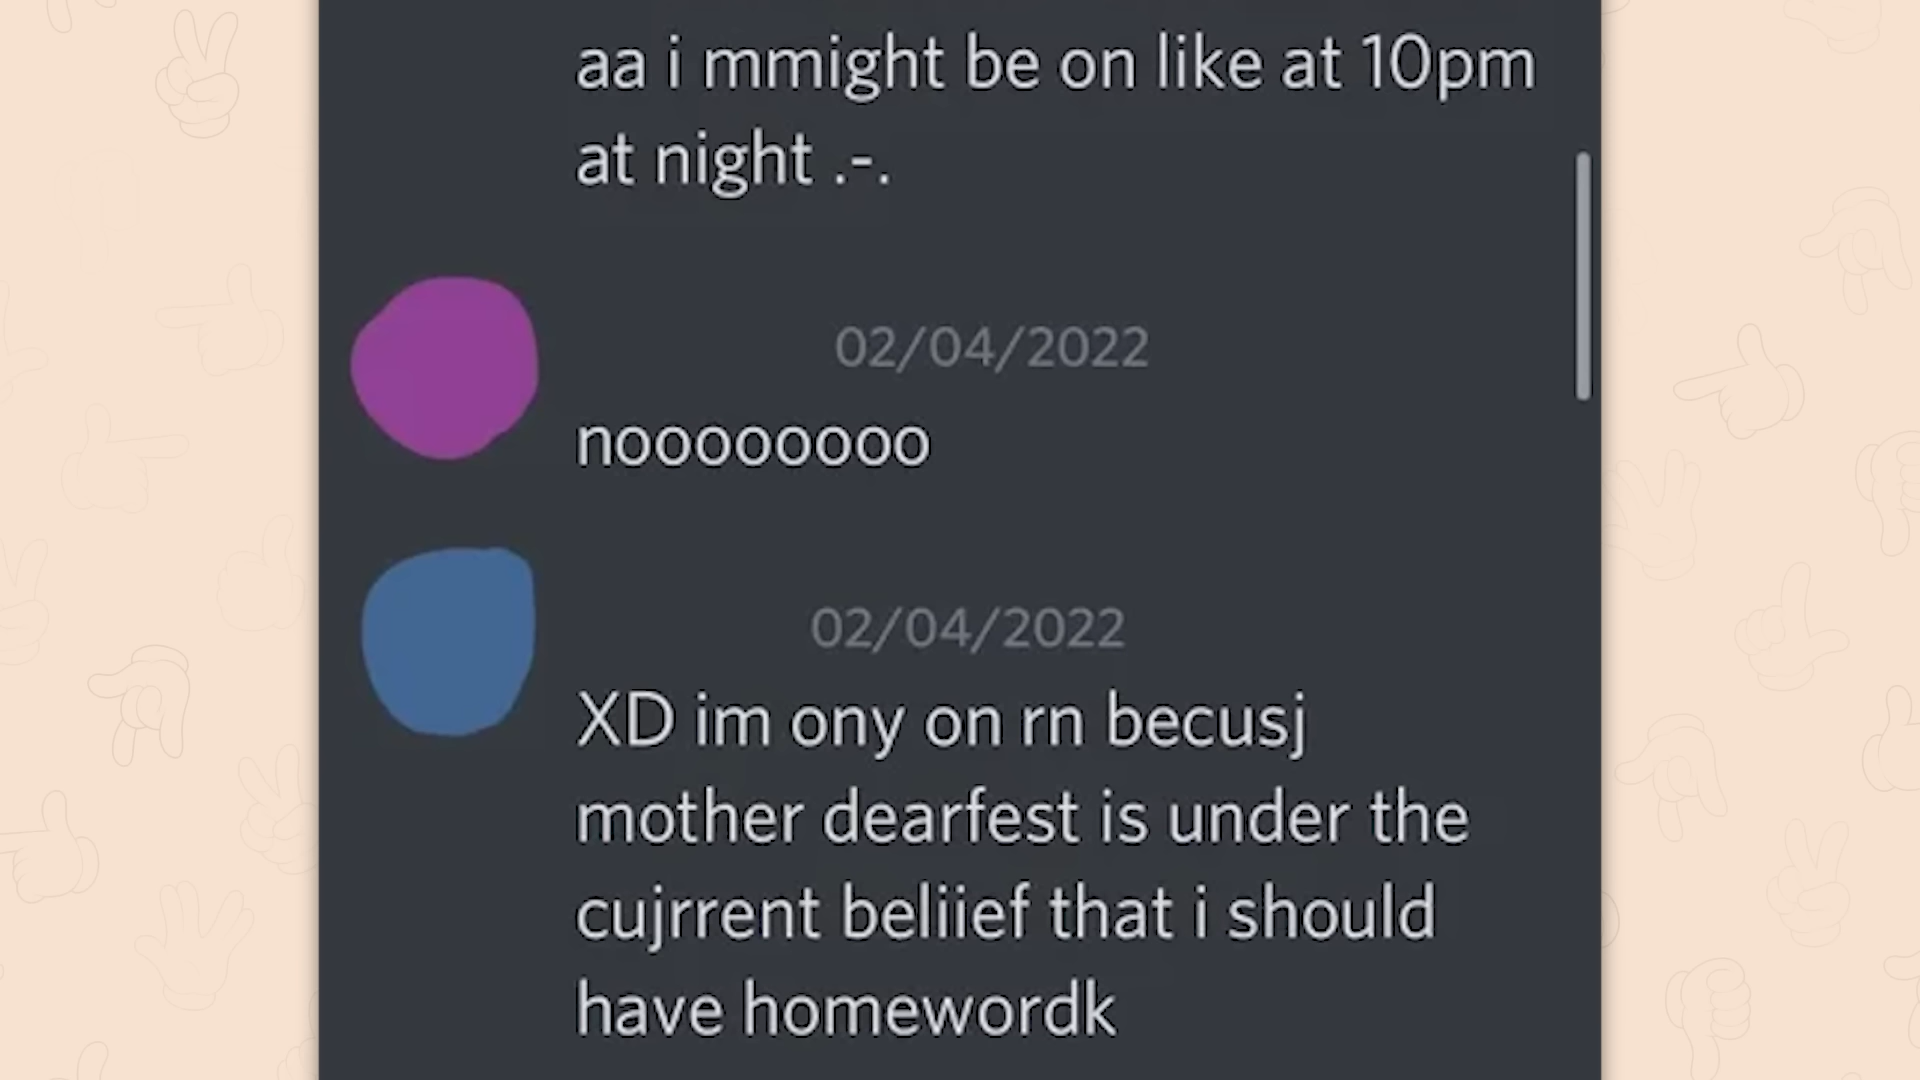 aa i mmight be on like at 10pm
at night .-.
02/04/2022
noooooooo
02/04/2022
XD im ony on rn becusj
mother dearfest is under the
cujrrent beliief that i should
have homewordk